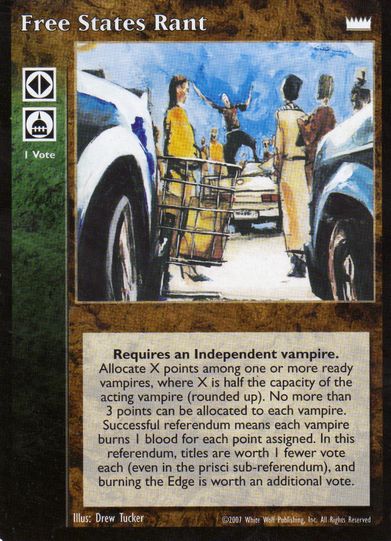 Free States Rant
1 Vote
Requires an Independent vampire.
Allocate X points among one or more ready
vampires, where X is half the capacity of the
acting vampire (rounded up). No more than
3 points can be allocated to each vampire.
Successful referendum means each vampire
burns 1 blood for each point assigned. In this
referendum, titles are worth 1 fewer vote
each (even in the prisci sub-referendum), and
burning the Edge is worth an additional vote.
Illus: Drew Tucker
©2007 White Wolf Publishing, Inc. All Rights Reserved.